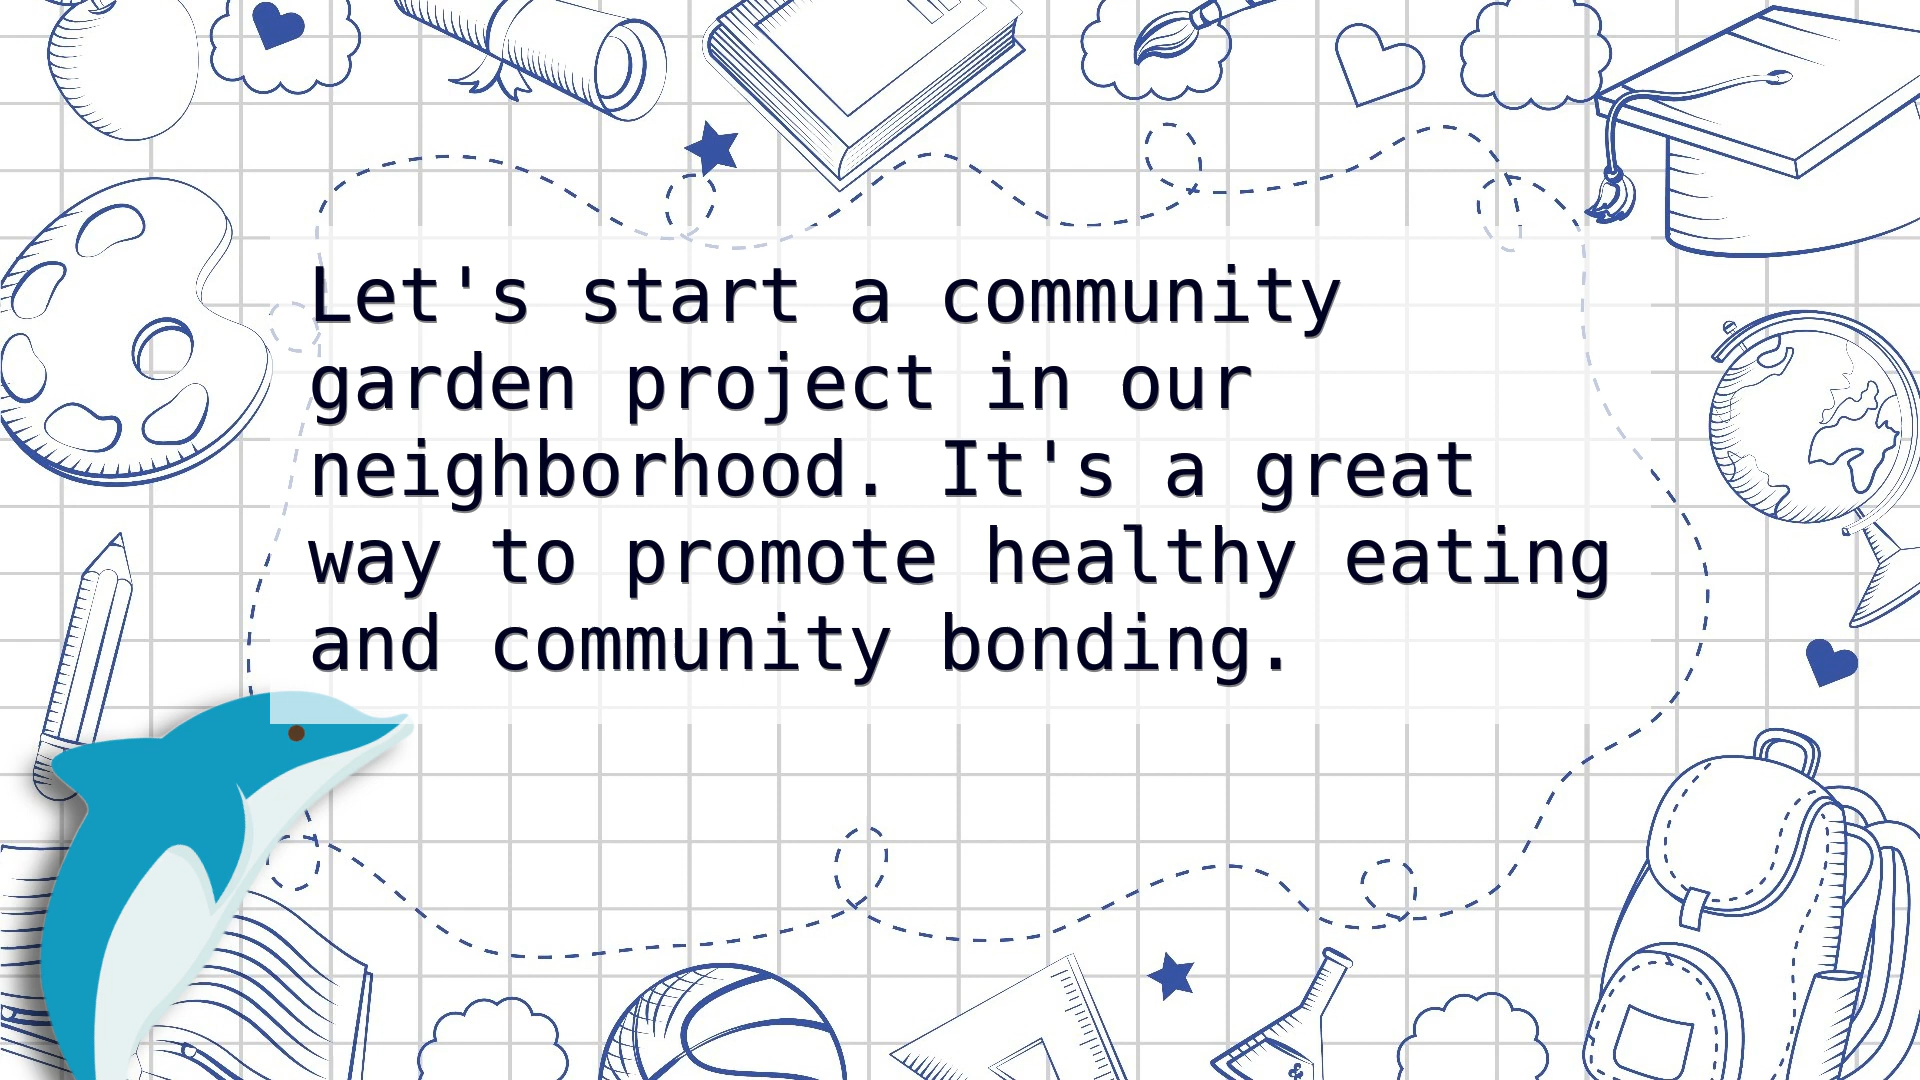 Let's start a community
garden project in our
neighborhood. It's a great
way to promote healthy eating
and community bonding.